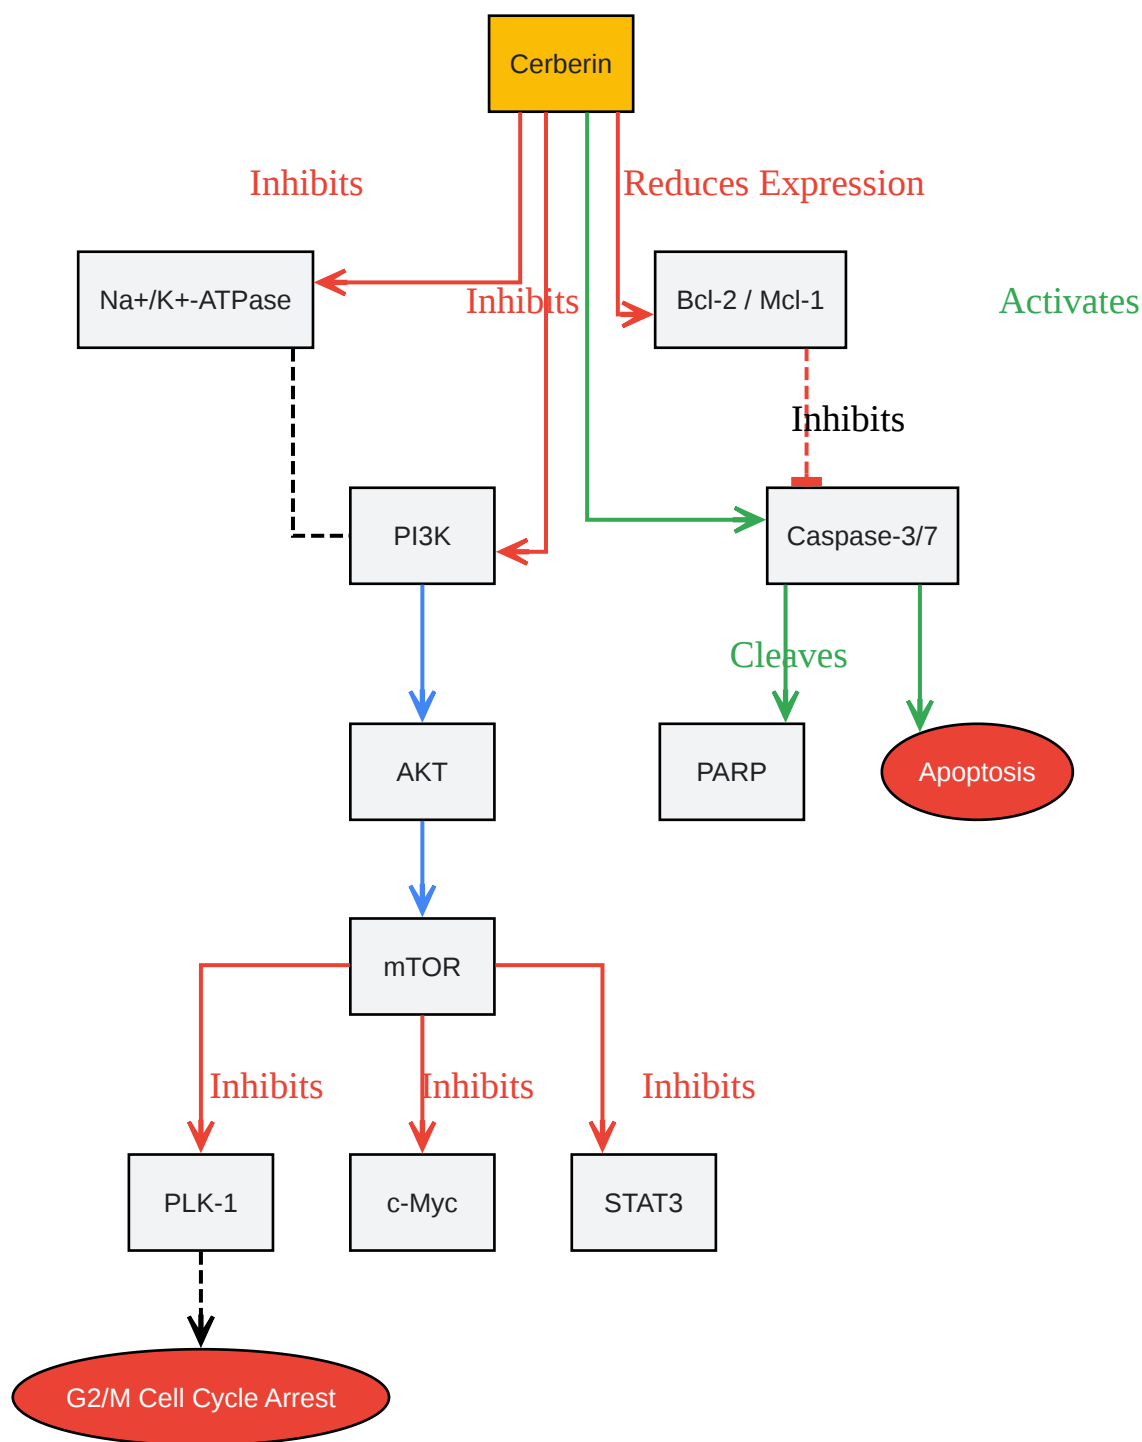 Cerberin
Inhibits
Reduces Expression
Na+/K+-ATPase
Inhibits
Bcl-2 / Mcl-1
Activates
Inhibits
PI3K
Caspase-3/7
Cleaves
AKT
PARP
Apoptosis
mTOR
Inhibits
Inhibits
Inhibits
PLK-1
c-Myc
STAT3
G2/M Cell Cycle Arrest